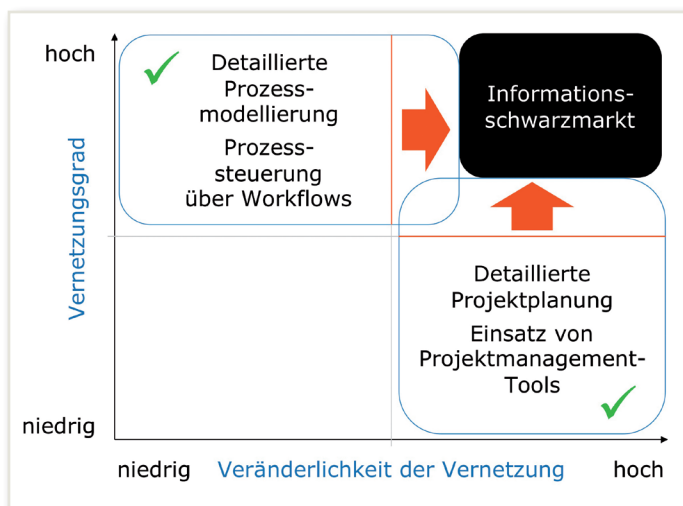 hoch
Detaillierte
Prozess-
modellierung
Prozess-
steuerung
über Workflows
Informations-
schwarzmarkt
Vernetzungsgrad
Detaillierte
Projektplanung
Einsatz von
Projektmanagement-
Tools
niedrig
niedrig
Veränderlichkeit der Vernetzung
hoch